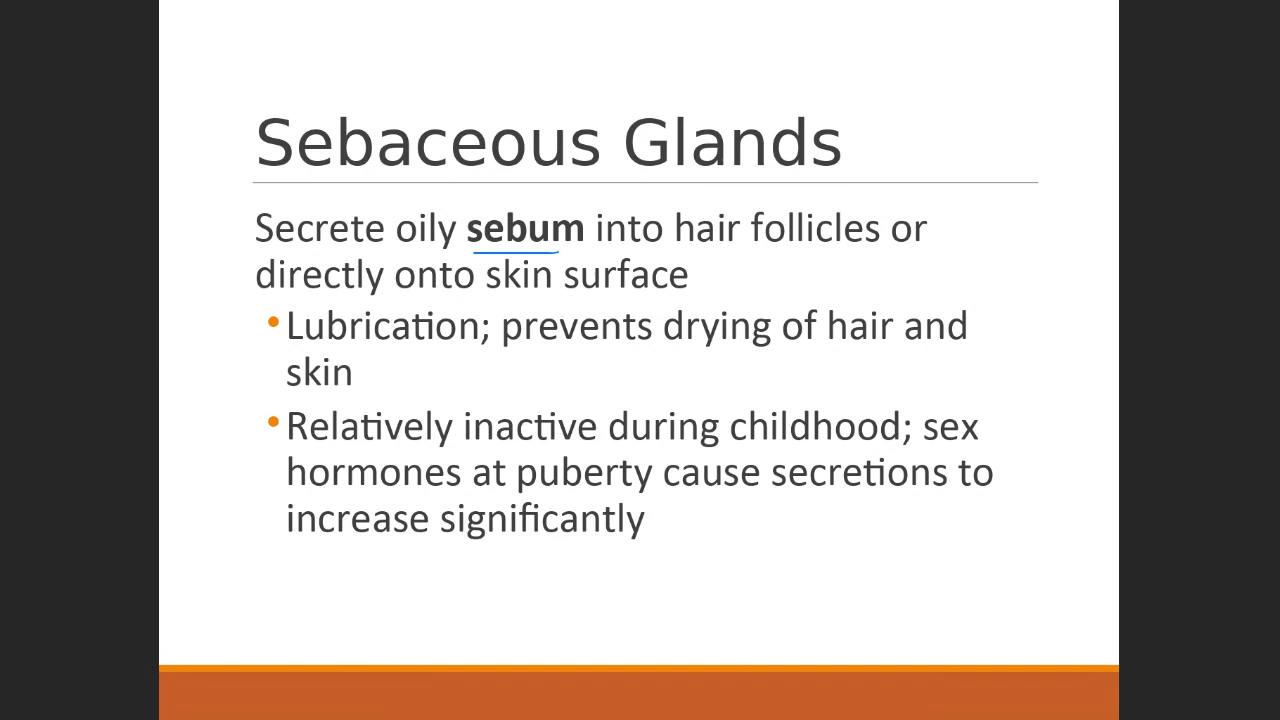 Sebaceous Glands
Secrete oily sebum into hair follicles or
directly onto skin surface
•Lubrication; prevents drying of hair and
skin
•Relatively inactive during childhood; sex
hormones at puberty cause secretions to
increase significantly